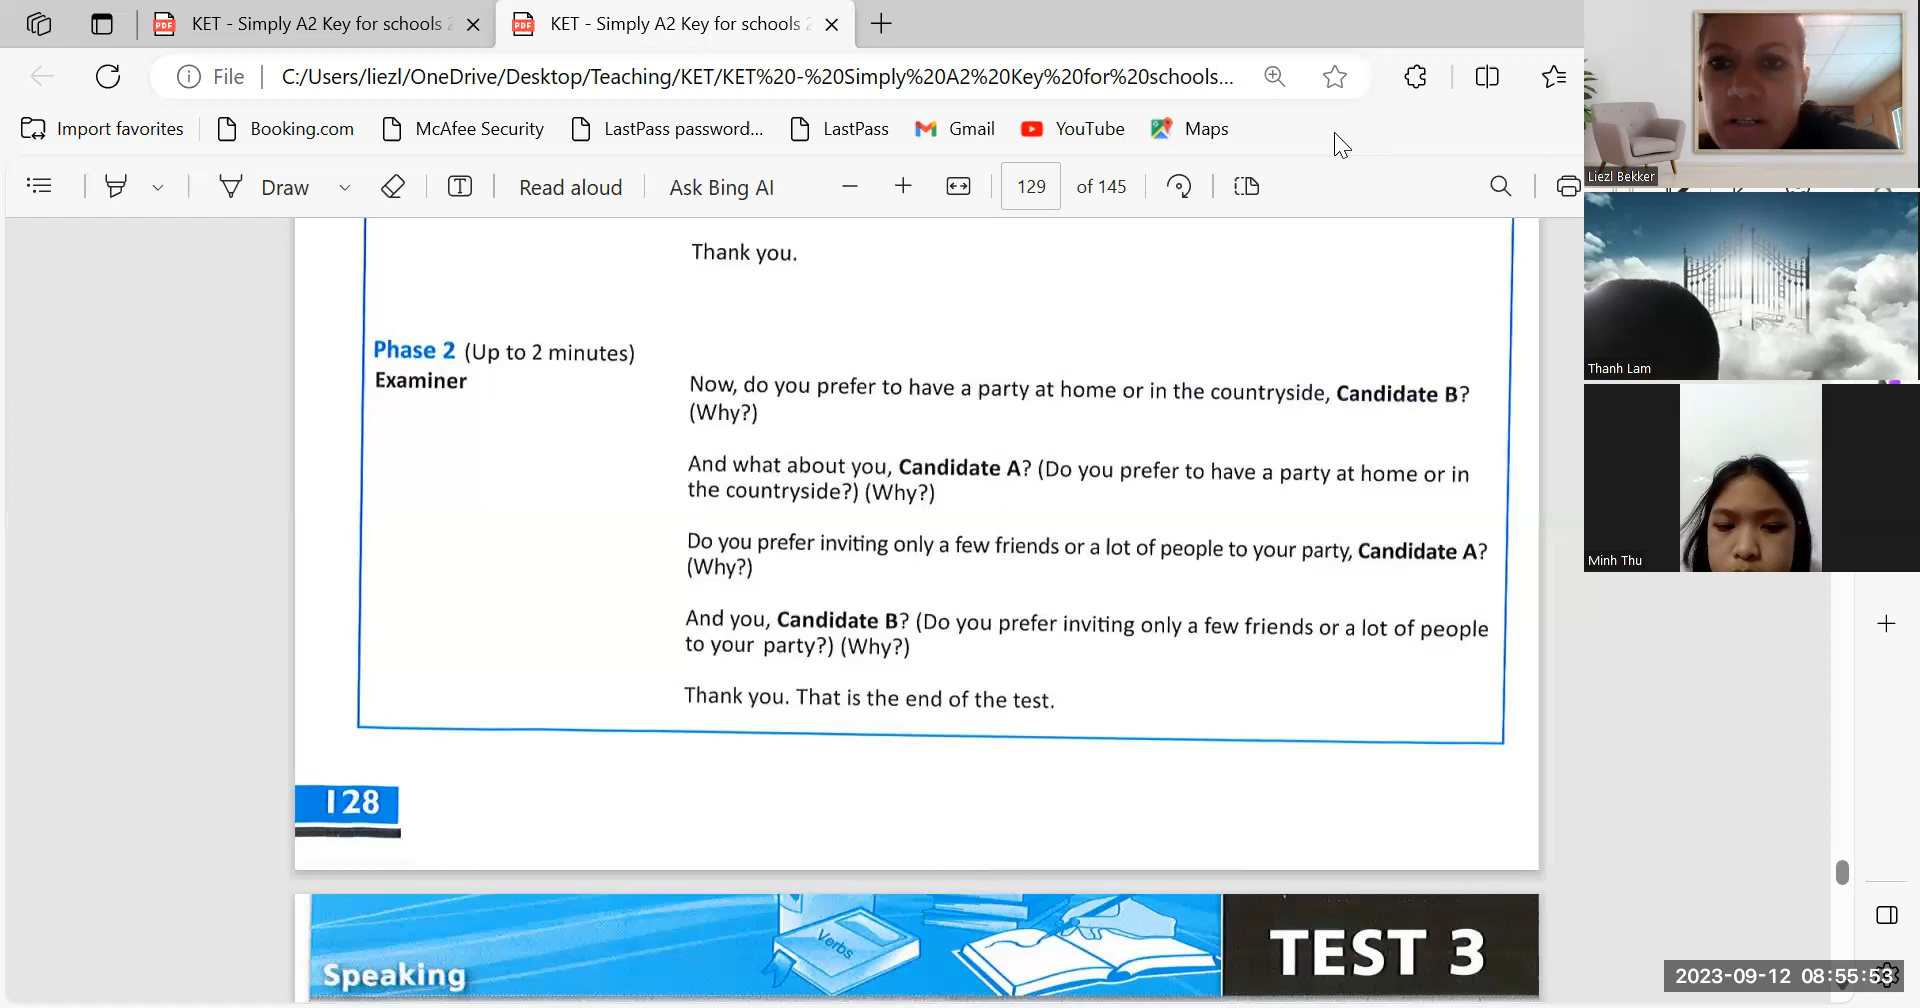 KET - Simply A2 Key for schools 2
KET - Simply A2 Key for schools 2
File
C:/Users/liezl/OneDrive/Desktop/Teaching/KET/KET%20-%20Simply%20A2%20Key%20for%20schools...
Import favorites
Booking.com
McAfee Security
LastPass password...
LastPass
Gmail
YouTube
Maps
Draw
Read aloud
Ask Bing AI
129 of 145
Liezl Bekker
Thanh Lam
Minh Thu
Thank you.
Phase 2 (Up to 2 minutes)
Examiner
Now, do you prefer to have a party at home or in the countryside, Candidate B?
(Why?)
And what about you, Candidate A? (Do you prefer to have a party at home or in
the countryside?) (Why?)
Do you prefer inviting only a few friends or a lot of people to your party, Candidate A?
(Why?)
And you, Candidate B? (Do you prefer inviting only a few friends or a lot of people
to your party?) (Why?)
Thank you. That is the end of the test.
128
Verbs
Speaking
TEST 3
2023-09-12 08:55:53